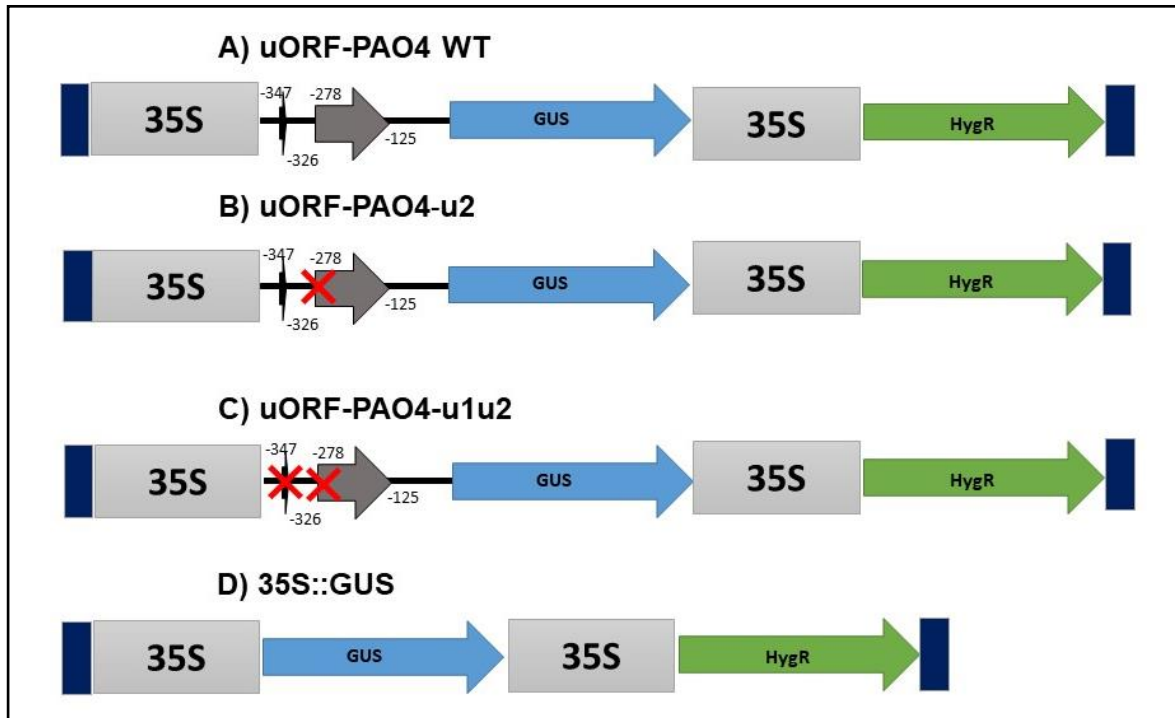 A) uORF-PAO4 WT
-347 -278
35S GUS 35S HygR
-326 -125
B) uORF-PAO4-u2
-347 -278
35S GUS 35S HygR
-326 -125
C) uORF-PAO4-u1u2
-347 -278
35S GUS 35S HygR
-326 -125
D) 35S::GUS
35S GUS 35S HygR